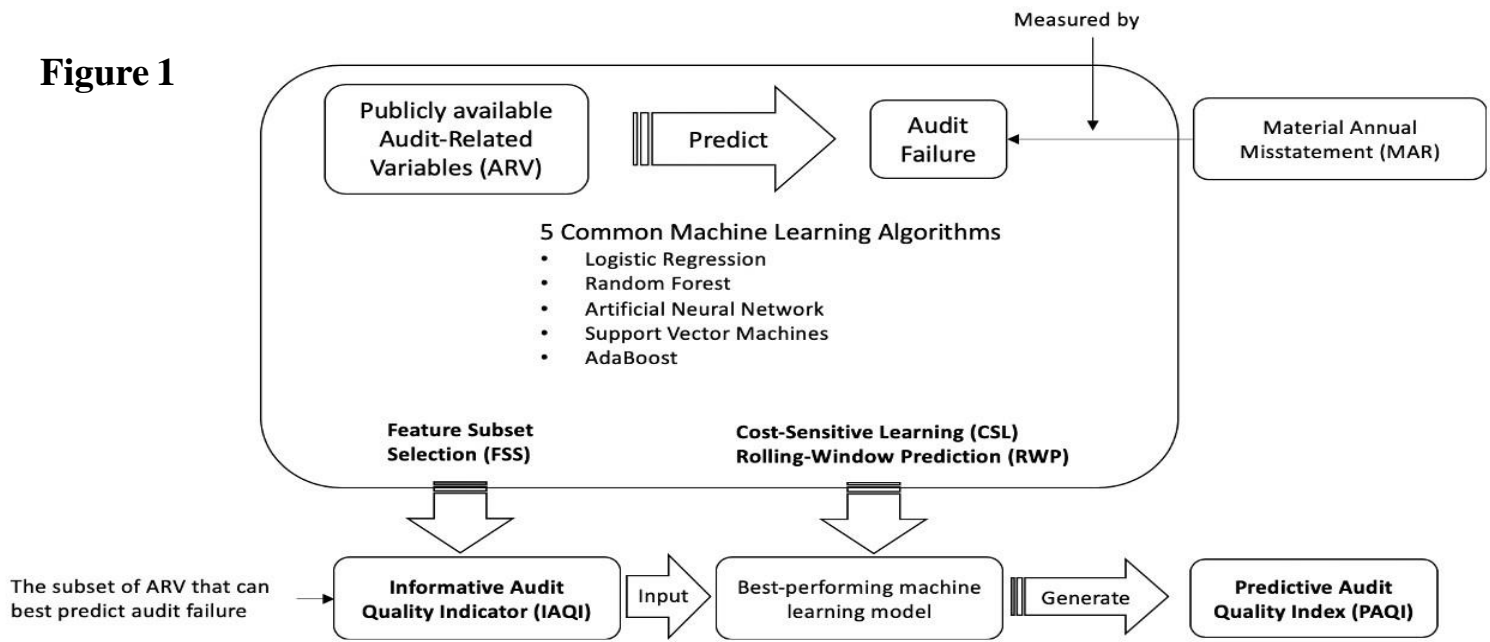 Figure 1
Measured by
Publicly available
Audit-Related
Variables (ARV)
Predict
Audit
Failure
Material Annual
Misstatement (MAR)
5 Common Machine Learning Algorithms
• Logistic Regression
• Random Forest
• Artificial Neural Network
• Support Vector Machines
• AdaBoost
Feature Subset
Selection (FSS)
Cost-Sensitive Learning (CSL)
Rolling-Window Prediction (RWP)
The subset of ARV that can
best predict audit failure
Informative Audit
Quality Indicator (IAQI)
Input
Best-performing machine
learning model
Generate
Predictive Audit
Quality Index (PAQI)